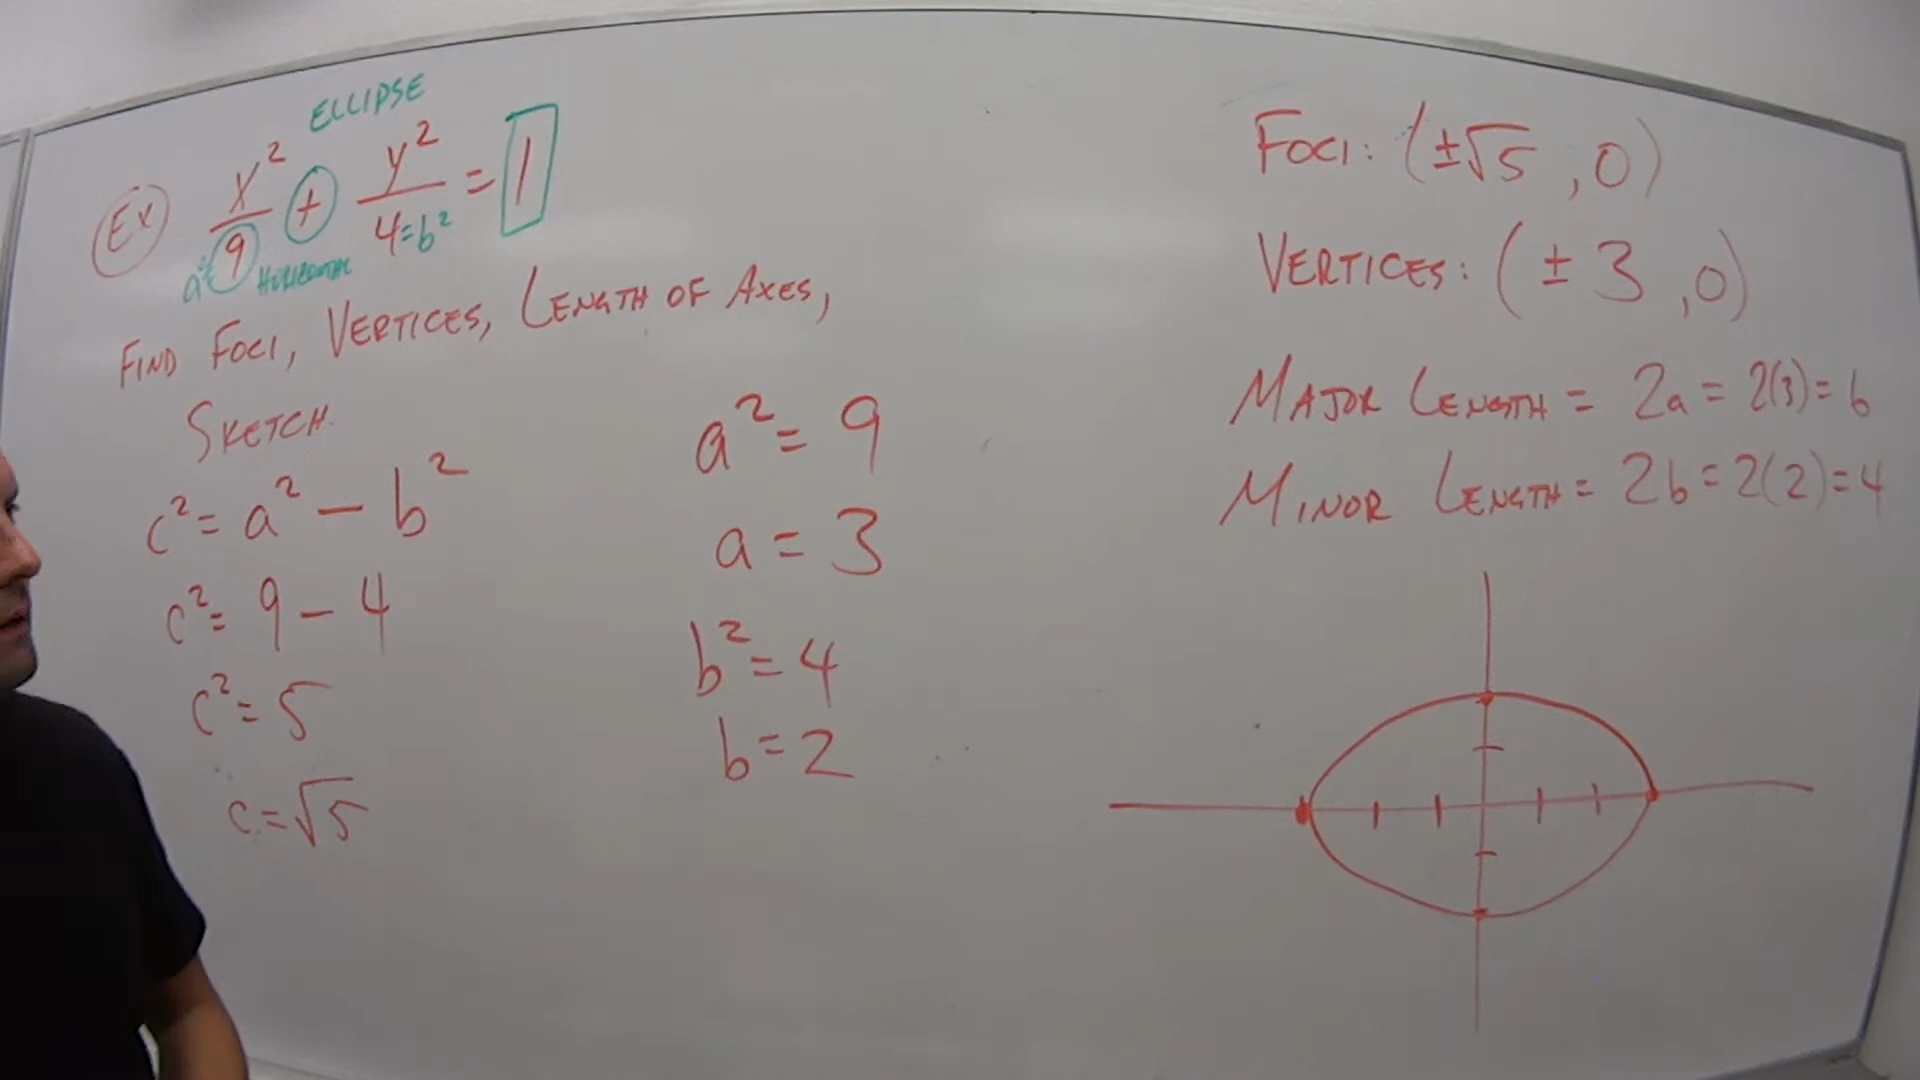 ELLIPSE
Ex x²/9 + y²/4=b² = 1
a²= HORIZONTAL
FIND FOCI, VERTICES, LENGTH OF AXES,
SKETCH.
c² = a² - b²
c² = 9 - 4
c² = 5
c = √5
a² = 9
a = 3
b² = 4
b = 2
FOCI: (±√5, 0)
VERTICES: (±3, 0)
MAJOR LENGTH = 2a = 2(3) = 6
MINOR LENGTH = 2b = 2(2) = 4